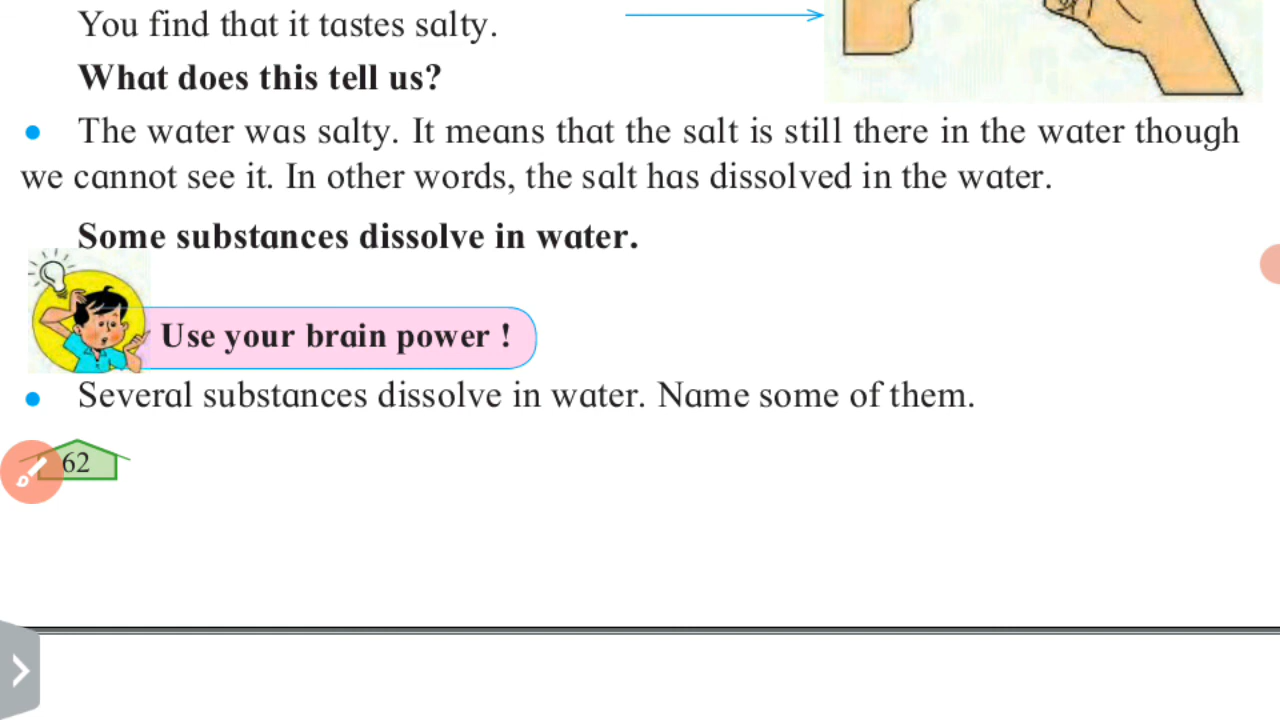 You find that it tastes salty.
What does this tell us?
• The water was salty. It means that the salt is still there in the water though
we cannot see it. In other words, the salt has dissolved in the water.
Some substances dissolve in water.
Use your brain power !
• Several substances dissolve in water. Name some of them.
62